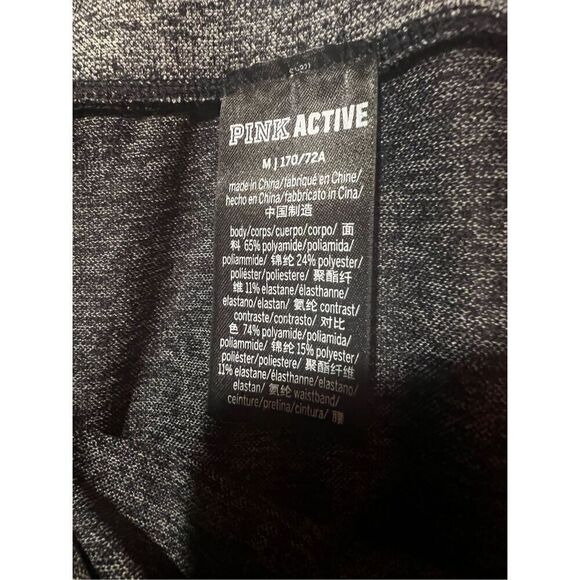 PINK ACTIVE
M | 170/72A
made in China/fabriqué en Chine/
hecho en China/fabbricato in Cina/
中国制造
body/corps/cuerpo/corpo/ 面
料 65% polyamide/poliamida/
poliammide/ 锦纶 24% polyester/
poliéster/poliestere/ 聚酯纤
维 11% elastane/élasthanne/
elastano/elastan/ 氨纶 contrast/
contraste/contrasto/ 对比
色 74% polyamide/poliamida/
poliammide/ 锦纶 15% polyester/
poliéster/poliestere/ 聚酯纤维
11% elastane/élasthanne/elastano/
elastan/ 氨纶 waistband/
ceinture/pretina/cintura/ 腰